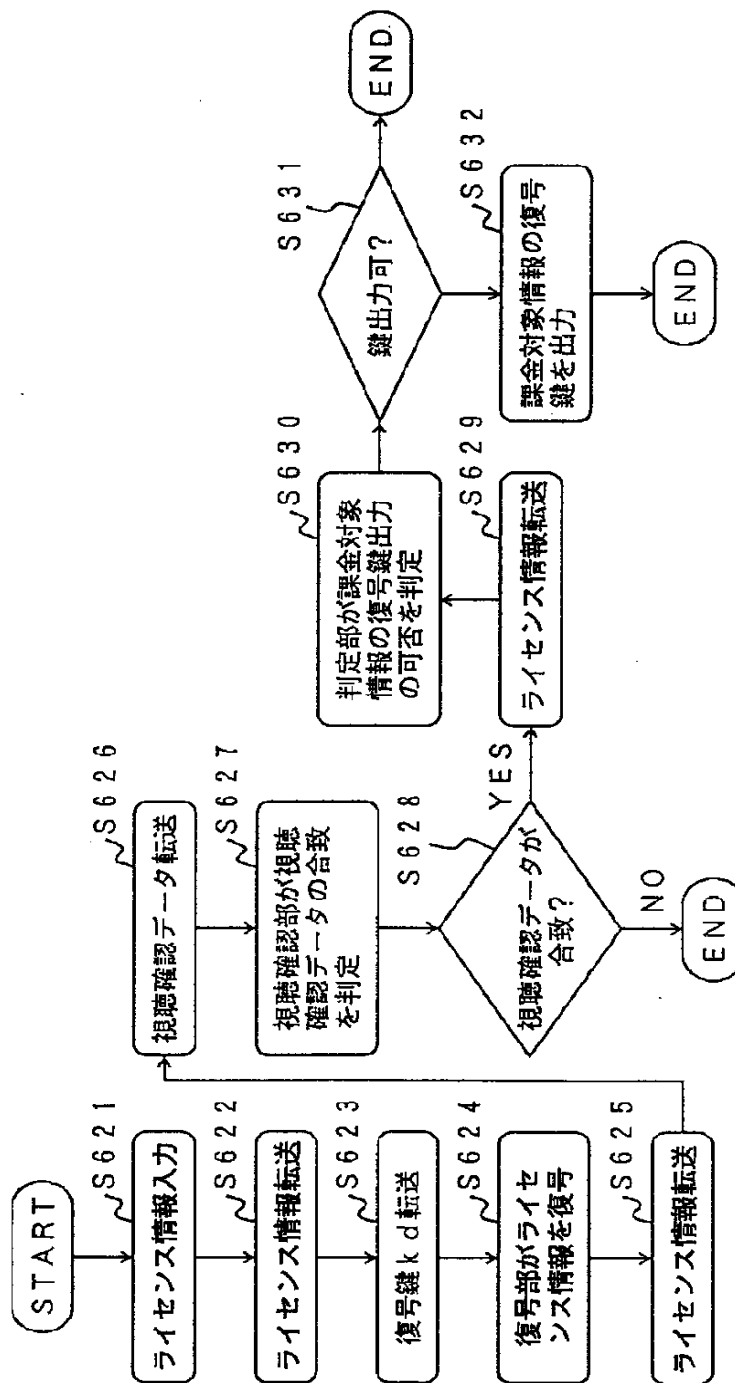 START
S621
ライセンス情報入力
S622
ライセンス情報転送
S623
復号鍵kd転送
S624
復号部がライセ
ンス情報を復号
S625
ライセンス情報転送
S626
視聴確認データ転送
S627
視聴確認部が視聴
確認データの合致
を判定
S628
視聴確認データが
合致?
NO
END
YES
S629
ライセンス情報転送
S630
判定部が課金対象
情報の復号鍵出力
の可否を判定
S631
鍵出力可?
END
S632
課金対象情報の復号
鍵を出力
END